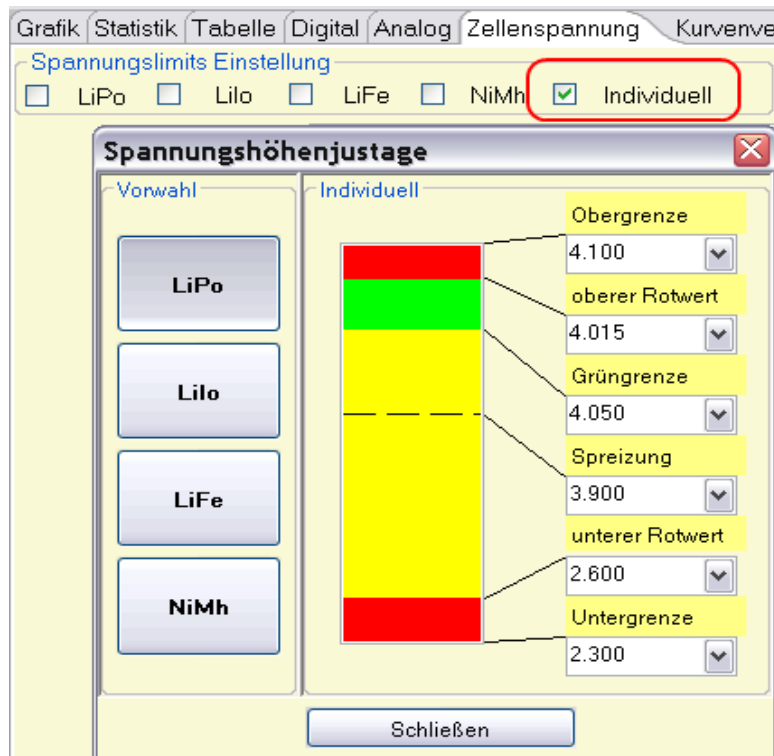 Grafik Statistik Tabelle Digital Analog Zellenspannung Kurvenve
Spannungslimits Einstellung
LiPo LiIo LiFe NiMh Individuell
Spannungshöhenjustage
Vorwahl
LiPo
LiIo
LiFe
NiMh
Individuell
Obergrenze
4.100
oberer Rotwert
4.015
Grüngrenze
4.050
Spreizung
3.900
unterer Rotwert
2.600
Untergrenze
2.300
Schließen